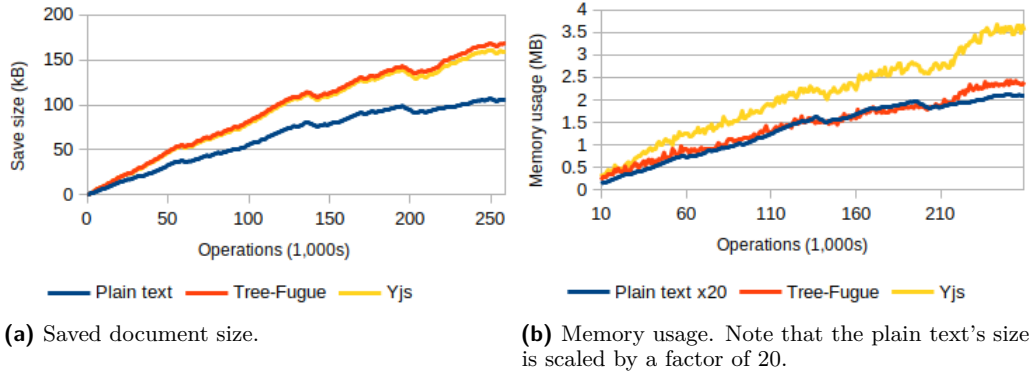 200
150
100
50
0
Save size (kB)
0 50 100 150 200 250
Operations (1,000s)
Plain text Tree-Fugue Yjs
(a) Saved document size.
4
3.5
3
2.5
2
1.5
1
0.5
0
Memory usage (MB)
10 60 110 160 210
Operations (1,000s)
Plain text x20 Tree-Fugue Yjs
(b) Memory usage. Note that the plain text's size
is scaled by a factor of 20.